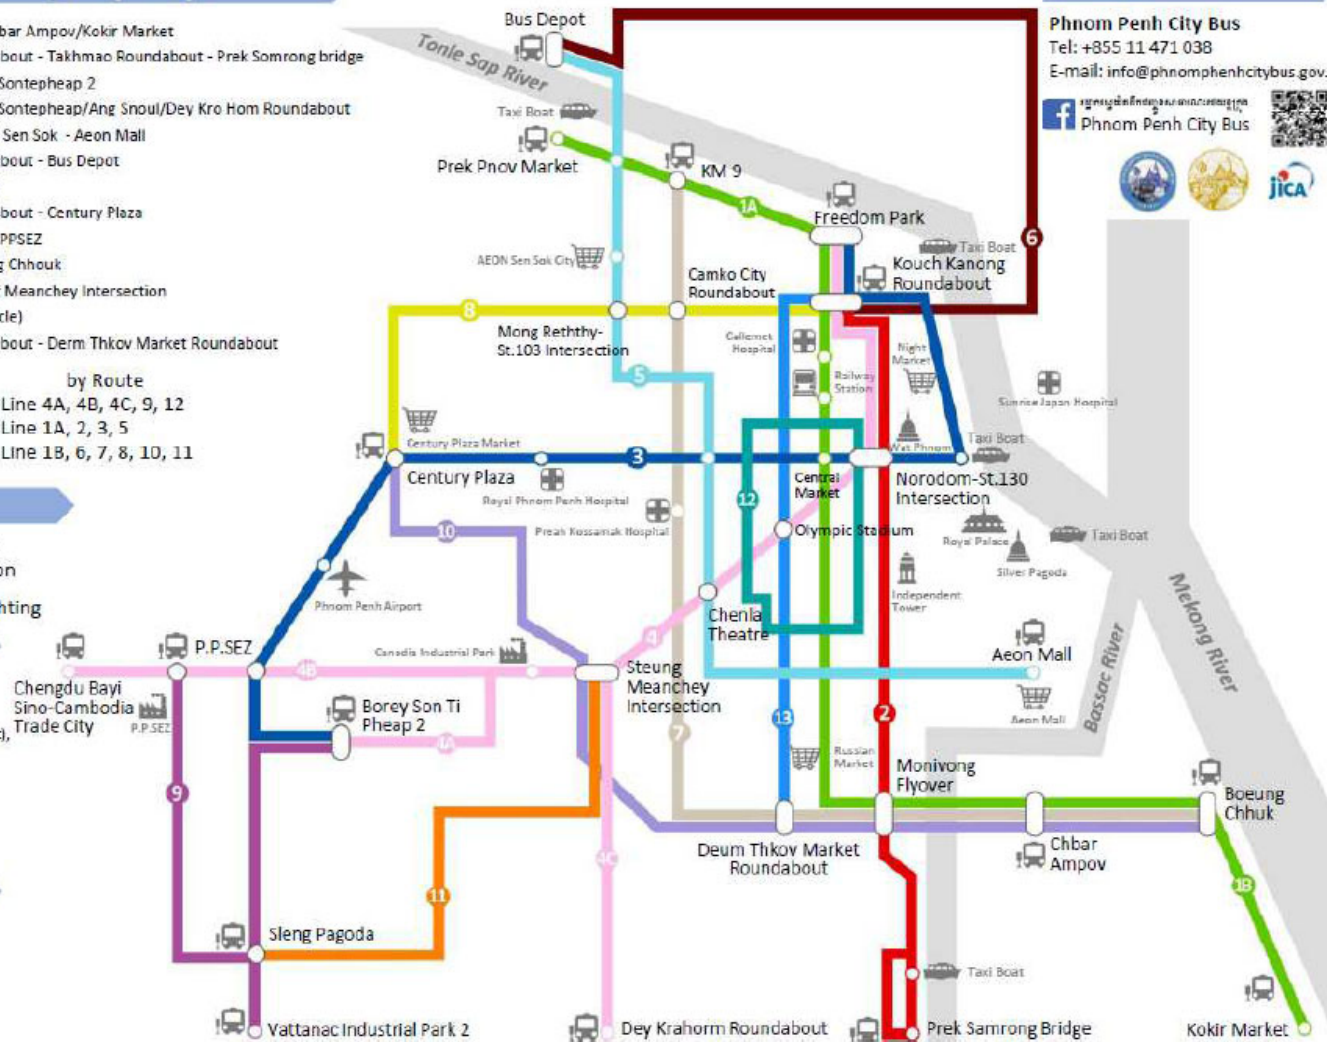 bar Ampov/Kokir Market
bout - Takhmao Roundabout - Prek Somrong bridge
Sontepheap 2
Sontepheap/Ang Snoul/Dey Kro Hom Roundabout
Sen Sok - Aeon Mall
bout - Bus Depot
bout - Century Plaza
PPSEZ
g Chhouk
Meanchey Intersection
cle)
bout - Derm Thkov Market Roundabout
by Route
Line 4A, 4B, 4C, 9, 12
Line 1A, 2, 3, 5
Line 1B, 6, 7, 8, 10, 11
on
hting
Phnom Penh City Bus
Tel: +855 11 471 038
E-mail: info@phnomphenhcitybus.gov.
Phnom Penh City Bus
jICA
Bus Depot
Tonle Sap River
Taxi Boat
Prek Pnov Market
KM 9
1A
Freedom Park
6
Taxi Boat
Kouch Kanong
Roundabout
AEON Sen Sok City
Camko City
Roundabout
8
Mong Reththy-
St.103 Intersection
Callemet
Hospital
Night
Market
5
Railway
Station
Sunrise Japan Hospital
Century Plaza Market
3
Wat Phnom
Taxi Boat
Century Plaza
Royal Phnom Penh Hospital
Central
Market
Norodom-St.130
Intersection
12
10
Preah Kossamak Hospital
Olympic Stadium
Royal Palace
Taxi Boat
Silver Pagoda
Mekong River
Phnom Penh Airport
Independent
Tower
Chenla
Theatre
Bassac River
4
P.P.SEZ
4B
Canadia Industrial Park
Steung
Meanchey
Intersection
Aeon Mall
Chengdu Bayi
Sino-Cambodia
Trade City
P.P.SEZ
Borey Son Ti
Pheap 2
Aeon Mall
4A
7
13
2
Russian
Market
Monivong
Flyover
9
Boeung
Chhuk
Deum Thkov Market
Roundabout
Chbar
Ampov
4C
11
1B
Sleng Pagoda
Taxi Boat
Vattanac Industrial Park 2
Dey Krahorm Roundabout
Prek Samrong Bridge
Kokir Market